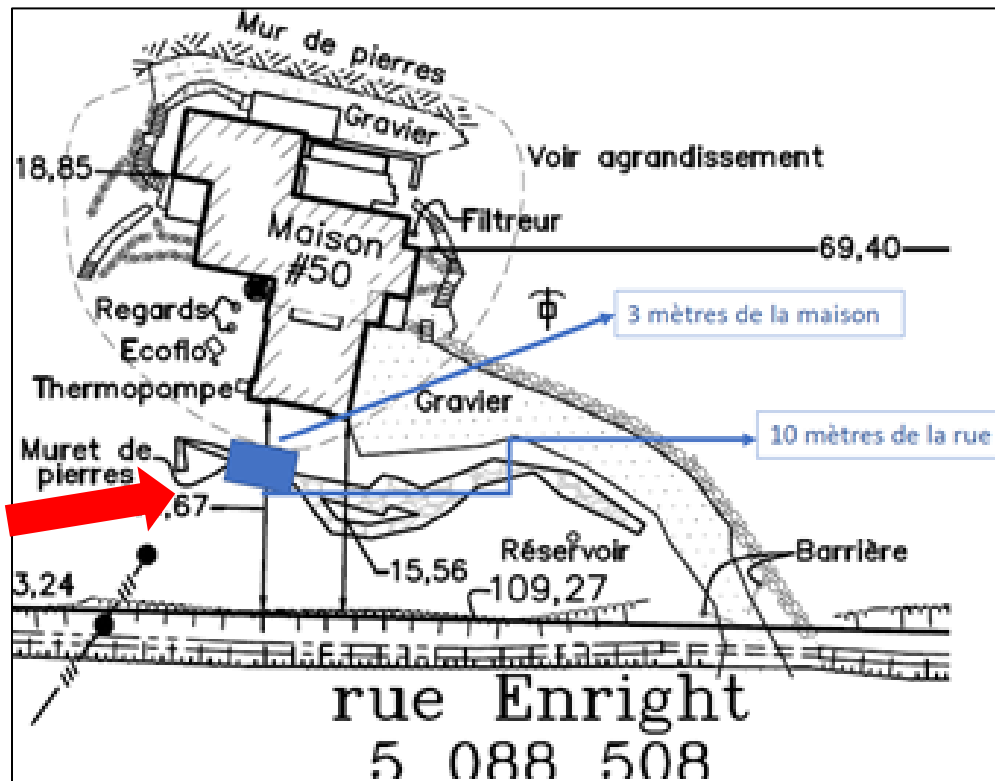 Mur de pierres
Gravier
Voir agrandissement
18,85
Filtreur
Maison
#50
69,40
Regards
3 mètres de la maison
Ecoflo
Thermopompe
Gravier
10 mètres de la rue
Muret de
pierres
,67
Réservoir
Barrière
15,56
3,24
109,27
rue Enright
5 088 508